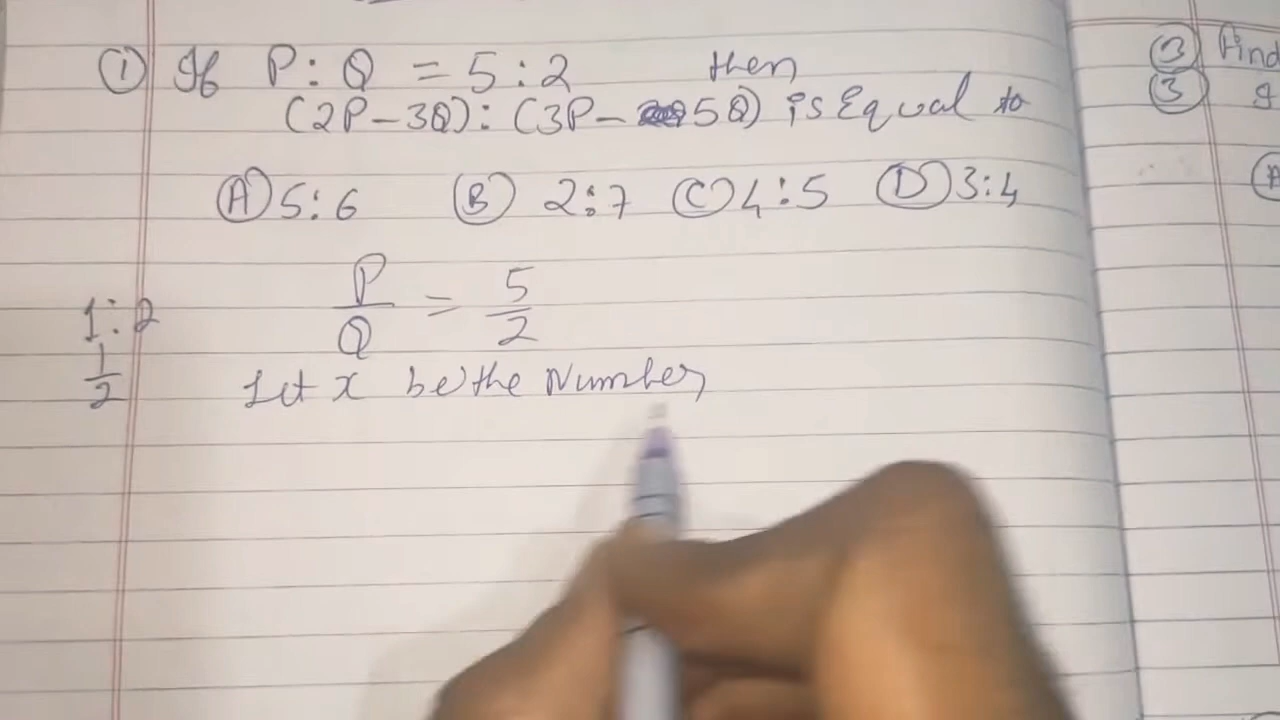 ① If P : Q = 5 : 2 then
(2P - 3Q) : (3P - 5Q) is Equal to
Ⓐ 5:6 Ⓑ 2:7 Ⓒ 4:5 Ⓓ 3:4
P/Q = 5/2
1:2
1/2
Let x be the Number,
③ Find
③